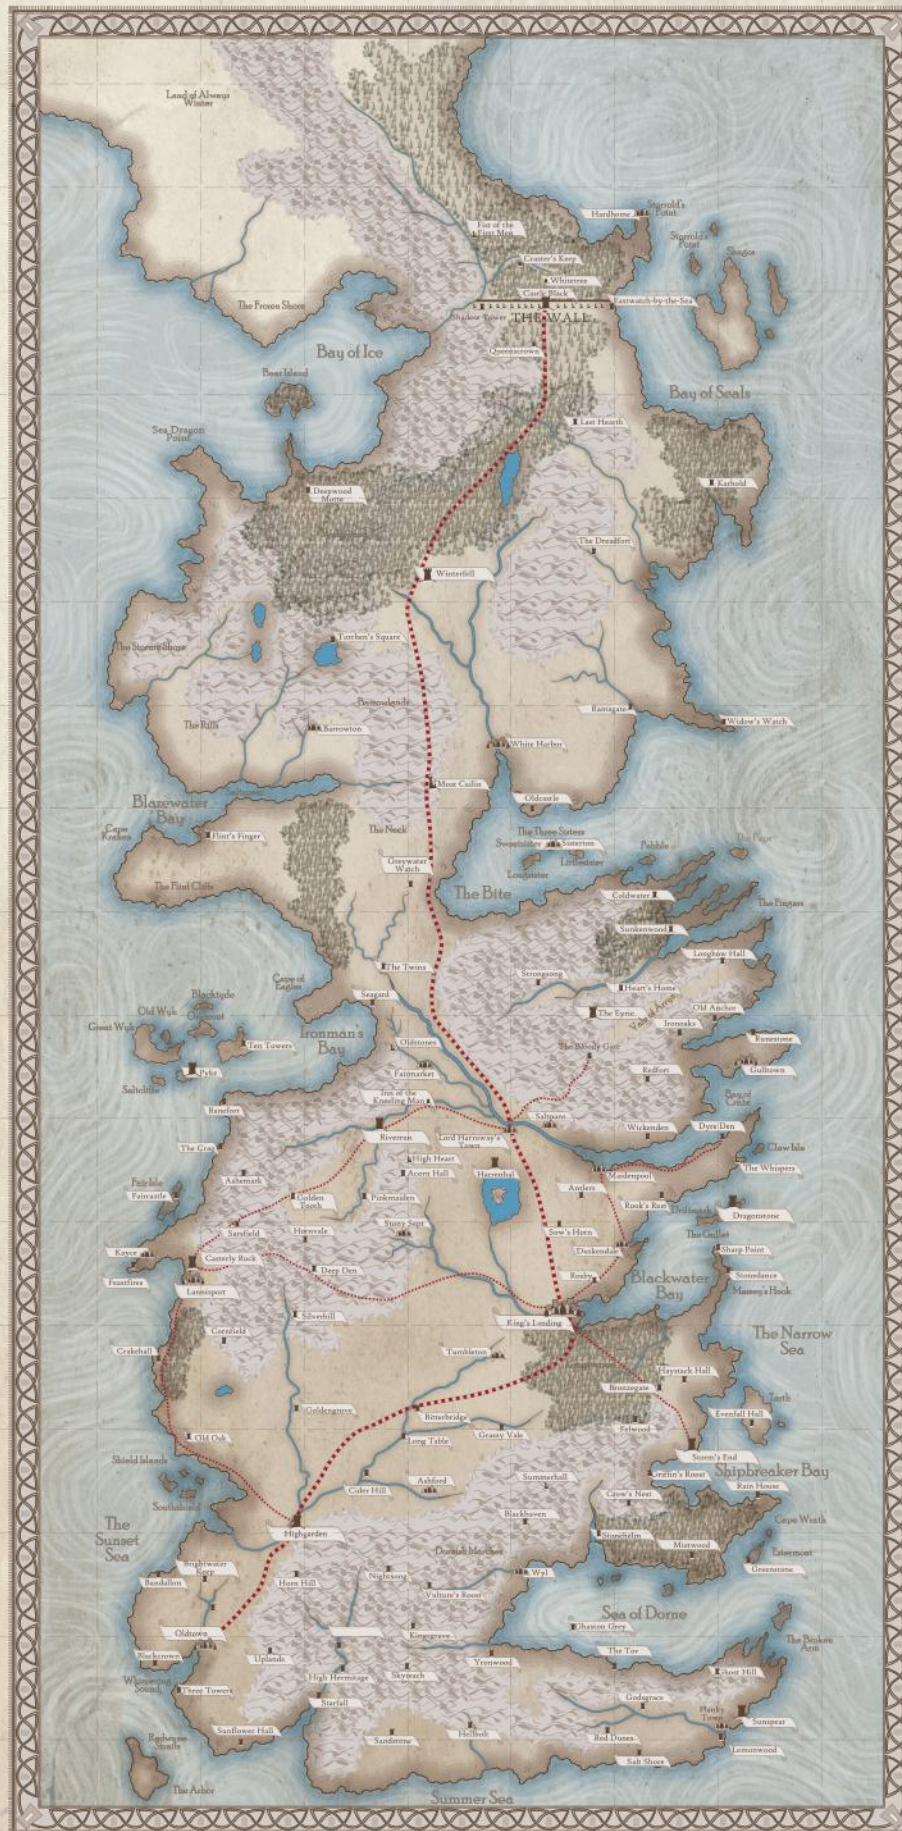 Land of Always
Winter
Hardhome
Storrold's
Point
Fist of the
First Men
Skagos
Craster's Keep
Whitetree
Castle Black
Eastwatch-by-the-Sea
The Frozen Shore
Shadow Tower
THE WALL
Bay of Ice
Queenscrown
Bear Island
Bay of Seals
Last Hearth
Sea Dragon
Point
Deepwood
Motte
Karhold
The Dreadfort
Winterfell
Torrhen's Square
The Stoney Shore
Barrowlands
Ramsgate
The Rills
Barrowton
Widow's Watch
White Harbor
Moat Cailin
Blazewater
Bay
Oldcastle
Cape
Kraken
Flint's Finger
The Neck
The Three Sisters
Sweetsister
Sisterton
Littlesister
Longsister
Pebble
The Paps
Greywater
Watch
The Flint Cliffs
The Bite
Coldwater
The Fingers
Sunkenwood
Longbow Hall
The Twins
Strongsong
Heart's Home
Cape of
Eagles
Seagard
Blacktyde
Old Wyk
Orkmont
Great Wyk
The Eyrie
Vale of Arryn
Old Anchor
Ironoaks
Ironman's
Bay
Oldstones
Ten Towers
The Bloody Gate
Runestone
Pyke
Fairmarket
Redfort
Gulltown
Saltcliffe
Inn of the
Kneeling Man
Banefort
Bay of
Crabs
Saltpans
Riverrun
Lord Harroway's
Town
Wickenden
Dyre Den
The Crag
High Heart
Claw Isle
Ashemark
Acorn Hall
Harrenhal
Maidenpool
The Whispers
Fair Isle
Faircastle
Golden
Tooth
Pinkmaiden
Antlers
Rook's Rest
Driftmark
Dragonstone
Sarsfield
Hornvale
Stony Sept
Sow's Horn
The Gullet
Kayce
Casterly Rock
Duskendale
Sharp Point
Feastfires
Deep Den
Rosby
Blackwater
Bay
Stonedance
Lannisport
Massey's Hook
Silverhill
King's Landing
Cornfield
The Narrow
Sea
Crakehall
Tumbleton
Haystack Hall
Bronzegate
Tarth
Goldengrove
Bitterbridge
Evenfall Hall
Felwood
Old Oak
Long Table
Grassy Vale
Shield Islands
Storm's End
Griffin's Roost
Shipbreaker Bay
Summerhall
Rain House
Ashford
Cider Hill
Crow's Nest
Southshield
Blackhaven
Cape Wrath
The
Sunset
Sea
Highgarden
Stonehelm
Mistwood
Estermont
Dornish Marches
Greenstone
Brightwater
Keep
Bandallon
Horn Hill
Nightsong
Wyl
Vulture's Roost
Sea of Dorne
Ghaston Grey
Oldtown
Kingsgrave
The Broken
Arm
Blackcrown
Uplands
Yronwood
The Tor
Whispering
Sound
High Hermitage
Skyreach
Ghost Hill
Three Towers
Starfall
Godsgrace
Planky
Town
Sunspear
Sunflower Hall
Sandstone
Hellholt
Red Dunes
Redwyne
Straits
Lemonwood
Salt Shore
The Arbor
Summer Sea